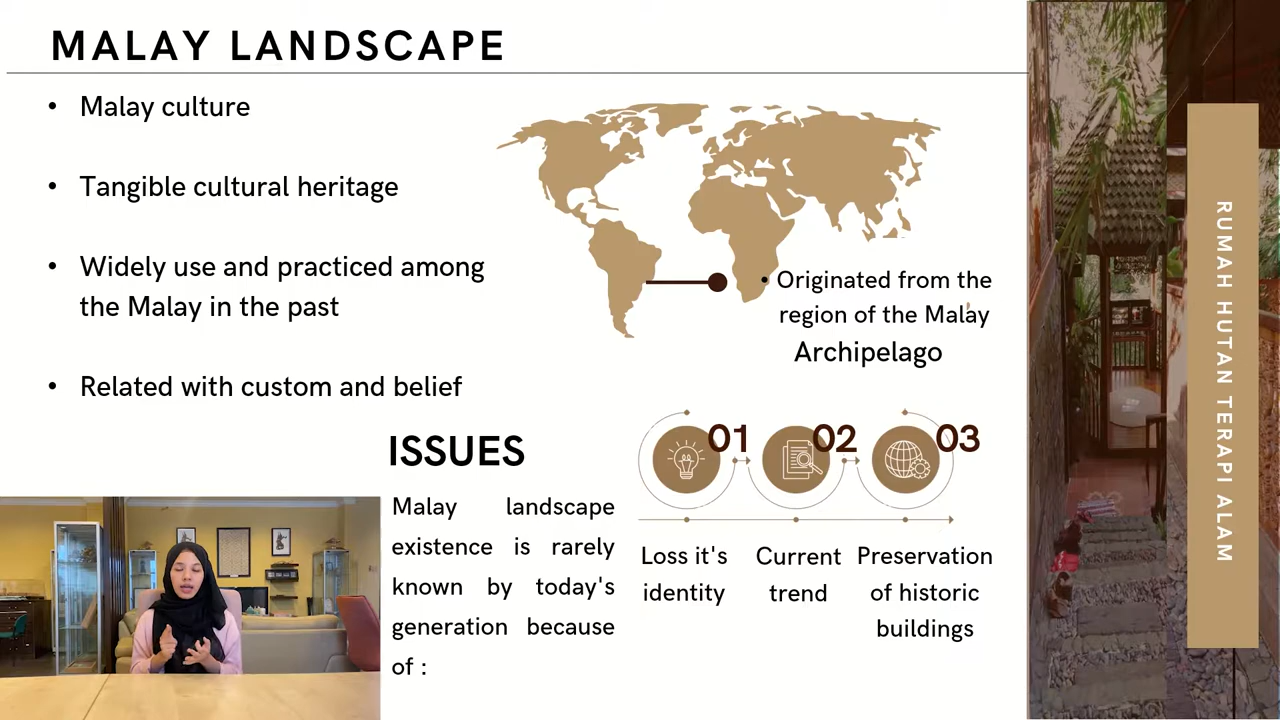 MALAY LANDSCAPE
• Malay culture
• Tangible cultural heritage
• Widely use and practiced among
the Malay in the past
• Related with custom and belief
• Originated from the
region of the Malay
Archipelago
ISSUES
Malay landscape
existence is rarely
known by today's
generation because
of :
01
02
03
Loss it's
identity
Current
trend
Preservation
of historic
buildings
RUMAH HUTAN TERAPI ALAM